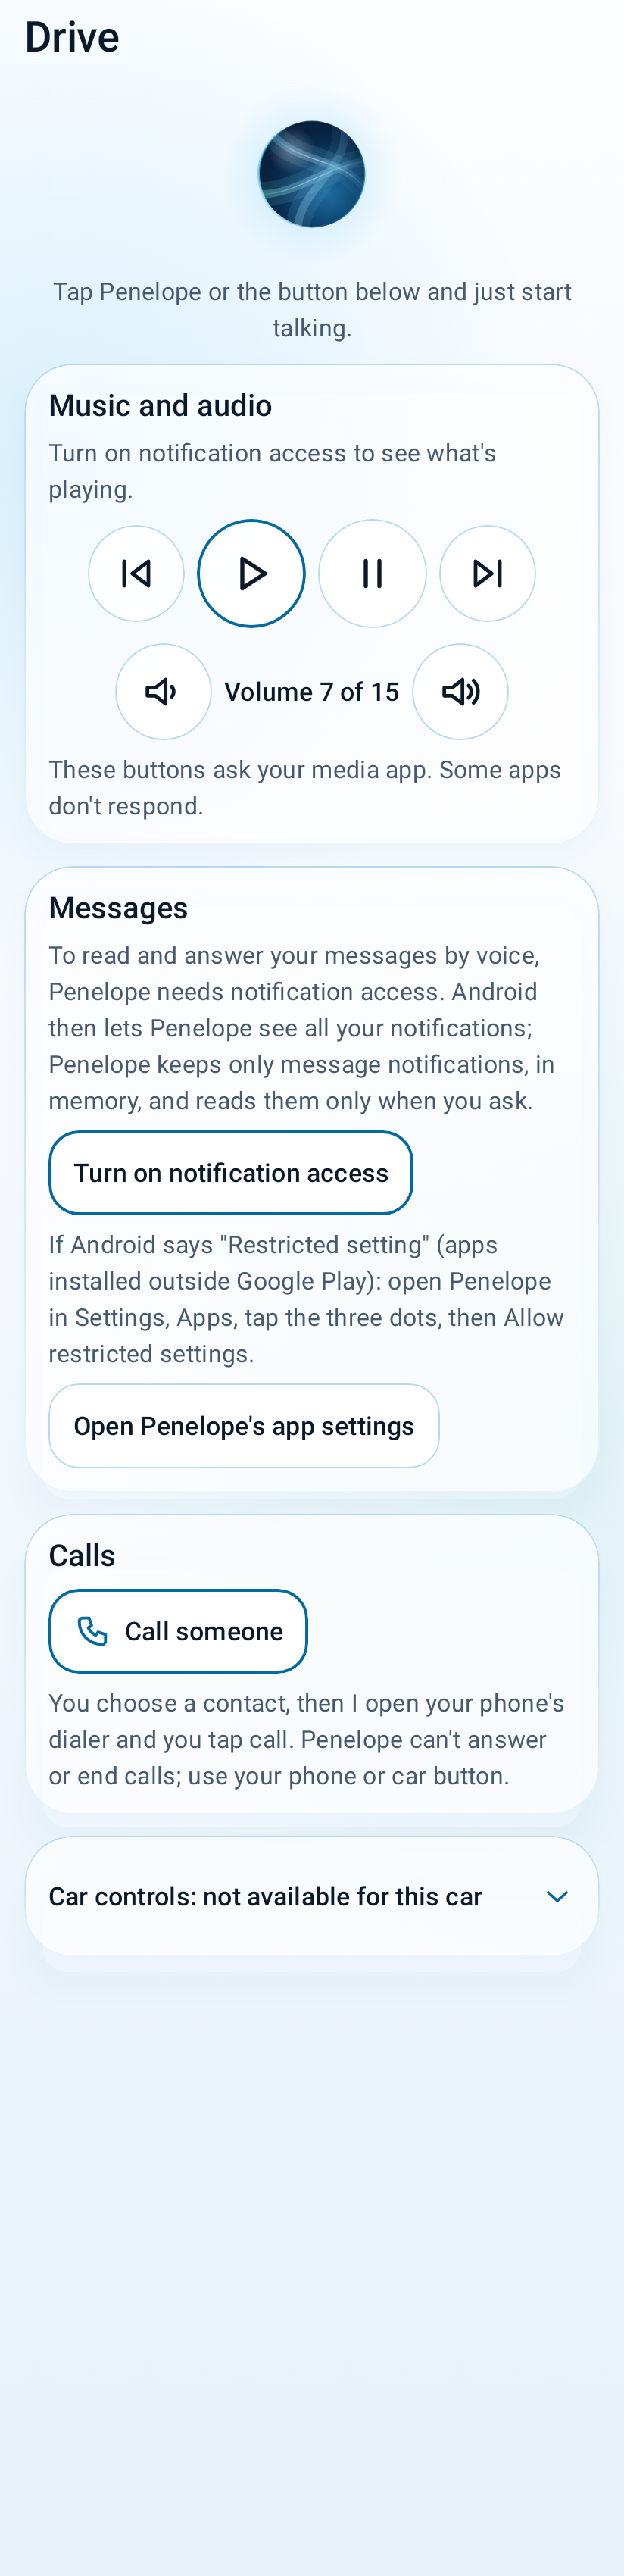 Drive
Tap Penelope or the button below and just start
talking.
Music and audio
Turn on notification access to see what's
playing.
Volume 7 of 15
These buttons ask your media app. Some apps
don't respond.
Messages
To read and answer your messages by voice,
Penelope needs notification access. Android
then lets Penelope see all your notifications;
Penelope keeps only message notifications, in
memory, and reads them only when you ask.
Turn on notification access
If Android says "Restricted setting" (apps
installed outside Google Play): open Penelope
in Settings, Apps, tap the three dots, then Allow
restricted settings.
Open Penelope's app settings
Calls
Call someone
You choose a contact, then I open your phone's
dialer and you tap call. Penelope can't answer
or end calls; use your phone or car button.
Car controls: not available for this car